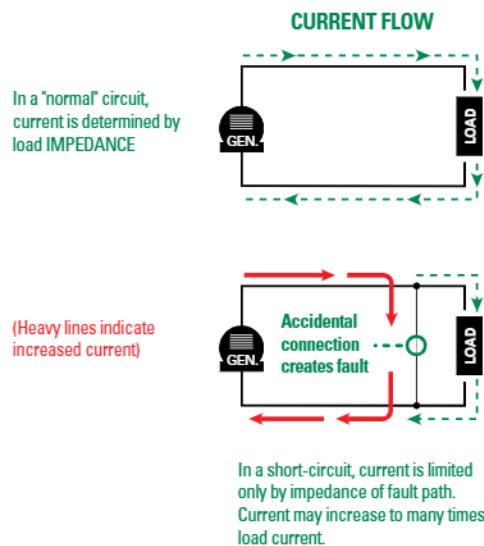 CURRENT FLOW
In a "normal" circuit,
current is determined by
load IMPEDANCE
GEN.
LOAD
(Heavy lines indicate
increased current)
GEN.
Accidental
connection
creates fault
LOAD
In a short-circuit, current is limited
only by impedance of fault path.
Current may increase to many times
load current.